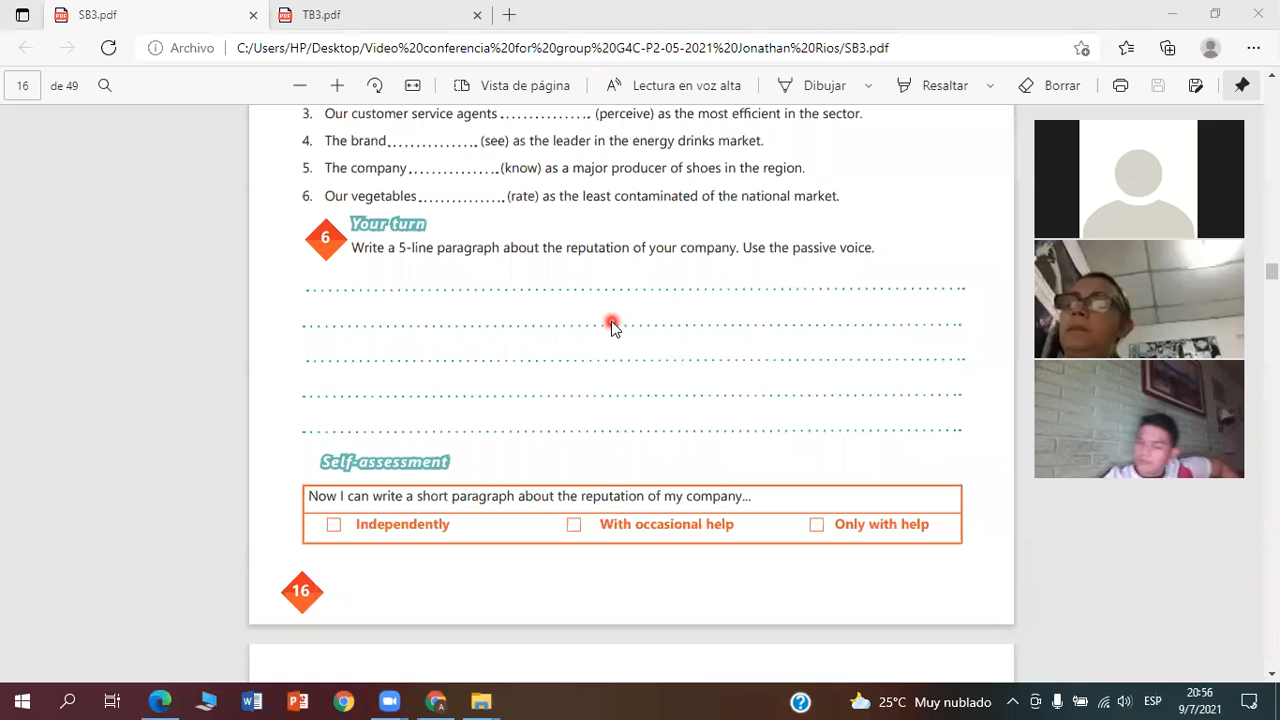 SB3.pdf
TB3.pdf
Archivo
C:/Users/HP/Desktop/Video%20conferencia%20for%20group%20G4C-P2-05-2021%20Jonathan%20Rios/SB3.pdf
16 de 49
Vista de página
Lectura en voz alta
Dibujar
Resaltar
Borrar
3. Our customer service agents .............. (perceive) as the most efficient in the sector.
4. The brand .............. (see) as the leader in the energy drinks market.
5. The company .............. (know) as a major producer of shoes in the region.
6. Our vegetables .............. (rate) as the least contaminated of the national market.
Your turn
6
Write a 5-line paragraph about the reputation of your company. Use the passive voice.
Self-assessment
Now I can write a short paragraph about the reputation of my company...
Independently
With occasional help
Only with help
16
25°C Muy nublado
ESP
20:56
9/7/2021